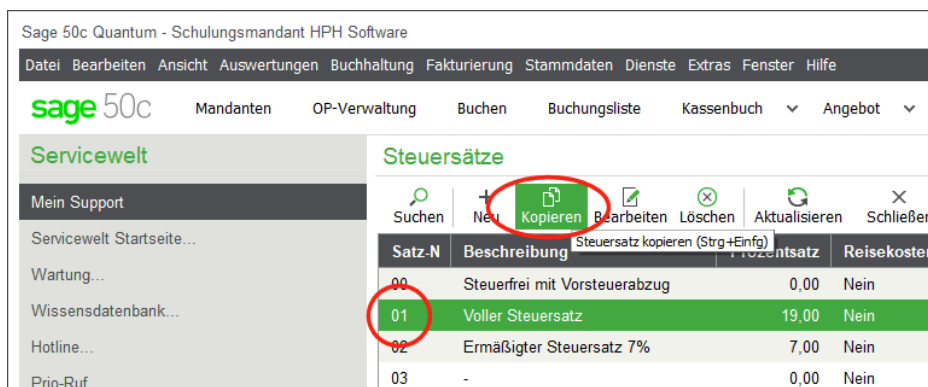 Sage 50c Quantum - Schulungsmandant HPH Software
Datei Bearbeiten Ansicht Auswertungen Buchhaltung Fakturierung Stammdaten Dienste Extras Fenster Hilfe
sage 50c Mandanten OP-Verwaltung Buchen Buchungsliste Kassenbuch Angebot
Servicewelt
Mein Support
Servicewelt Startseite...
Wartung...
Wissensdatenbank...
Hotline...
Prio-Ruf
Steuersätze
Suchen Neu Kopieren Bearbeiten Löschen Aktualisieren Schließen
Steuersatz kopieren (Strg+Einfg)
Satz-N Beschreibung Prozentsatz Reisekosten
00 Steuerfrei mit Vorsteuerabzug 0,00 Nein
01 Voller Steuersatz 19,00 Nein
02 Ermäßigter Steuersatz 7% 7,00 Nein
03 - 0,00 Nein